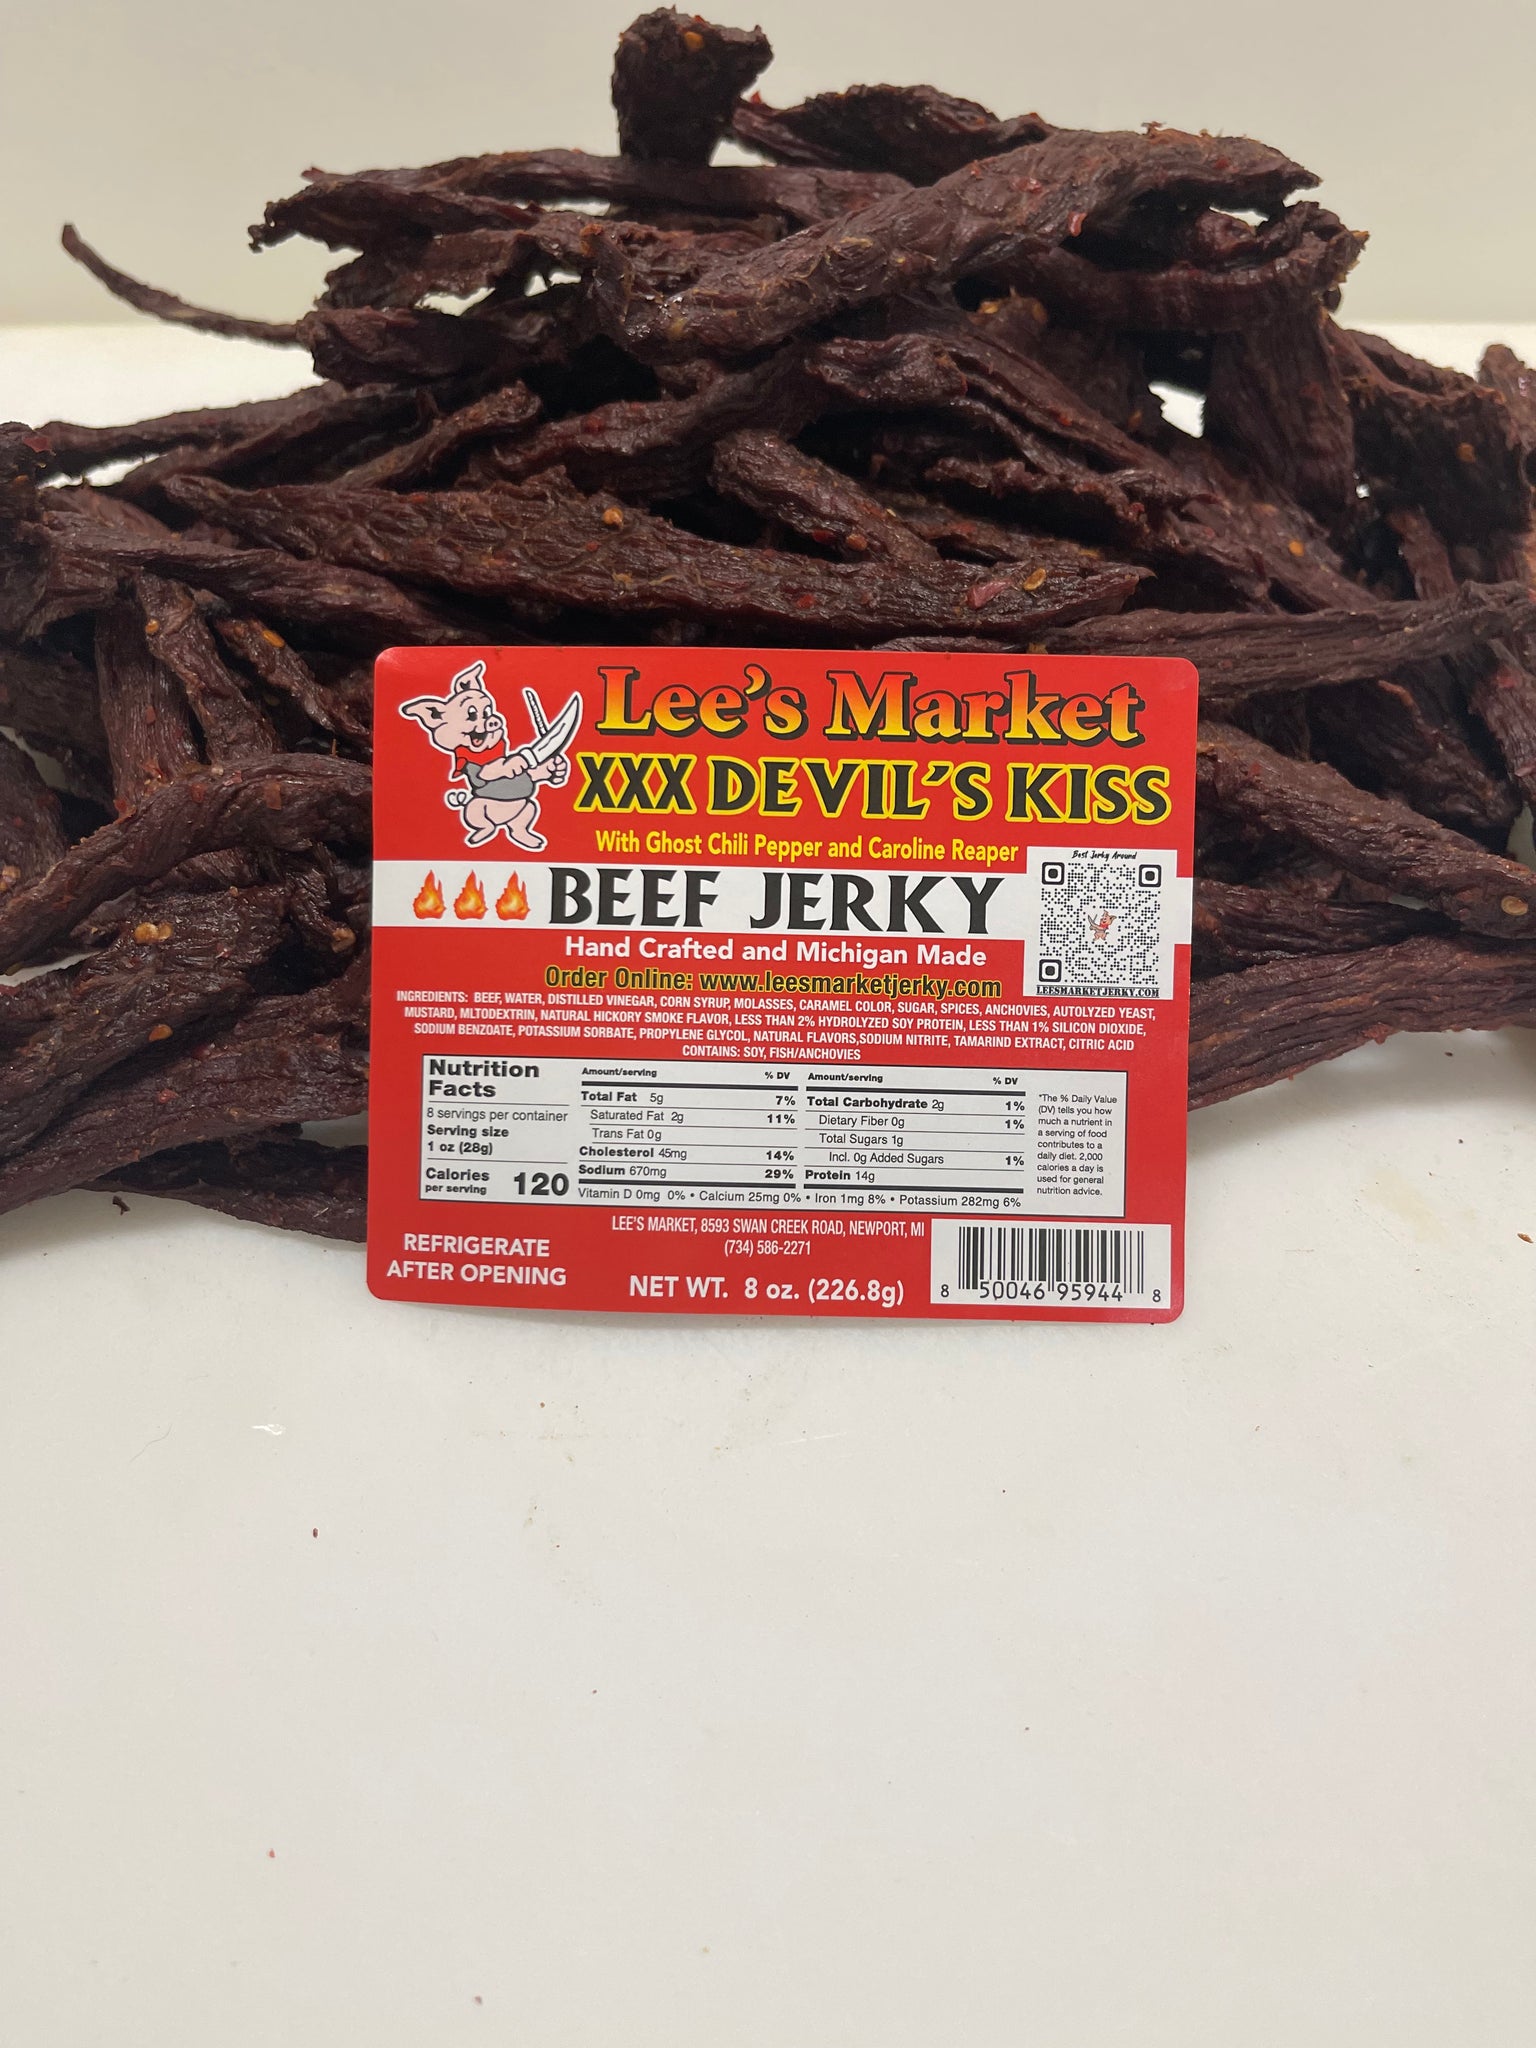 Lee's Market
XXX DEVIL'S KISS
With Ghost Chili Pepper and Caroline Reaper
BEEF JERKY
Hand Crafted and Michigan Made
Order Online: www.leesmarketjerky.com
Best Jerky Around
LEESMARKETJERKY.COM
INGREDIENTS: BEEF, WATER, DISTILLED VINEGAR, CORN SYRUP, MOLASSES, CARAMEL COLOR, SUGAR, SPICES, ANCHOVIES, AUTOLYZED YEAST,
MUSTARD, MLTODEXTRIN, NATURAL HICKORY SMOKE FLAVOR, LESS THAN 2% HYDROLYZED SOY PROTEIN, LESS THAN 1% SILICON DIOXIDE,
SODIUM BENZOATE, POTASSIUM SORBATE, PROPYLENE GLYCOL, NATURAL FLAVORS,SODIUM NITRITE, TAMARIND EXTRACT, CITRIC ACID
CONTAINS: SOY, FISH/ANCHOVIES
Nutrition
Facts
8 servings per container
Serving size
1 oz (28g)
Calories
per serving 120
Amount/serving % DV
Total Fat 5g 7%
Saturated Fat 2g 11%
Trans Fat 0g
Cholesterol 45mg 14%
Sodium 670mg 29%
Amount/serving % DV
Total Carbohydrate 2g 1%
Dietary Fiber 0g 1%
Total Sugars 1g
Incl. 0g Added Sugars 1%
Protein 14g
Vitamin D 0mg 0% • Calcium 25mg 0% • Iron 1mg 8% • Potassium 282mg 6%
*The % Daily Value
(DV) tells you how
much a nutrient in
a serving of food
contributes to a
daily diet. 2,000
calories a day is
used for general
nutrition advice.
LEE'S MARKET, 8593 SWAN CREEK ROAD, NEWPORT, MI
(734) 586-2271
REFRIGERATE
AFTER OPENING
NET WT. 8 oz. (226.8g)
8 50046 95944 8